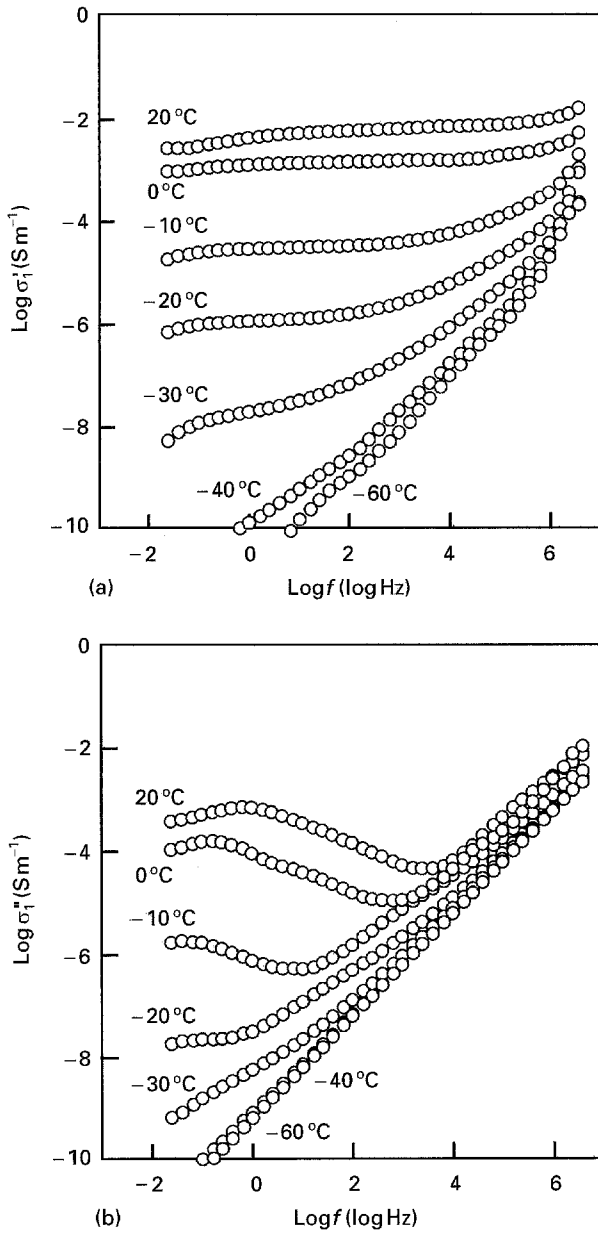 0
−2
−4
−6
−8
−10
Log σ₁' (S m⁻¹)
20 °C
0 °C
−10 °C
−20 °C
−30 °C
−40 °C
−60 °C
−2 0 2 4 6
(a) Log f (log Hz)
0
−2
−4
−6
−8
−10
Log σ₁" (S m⁻¹)
20 °C
0 °C
−10 °C
−20 °C
−30 °C
−40 °C
−60 °C
−2 0 2 4 6
(b) Log f (log Hz)